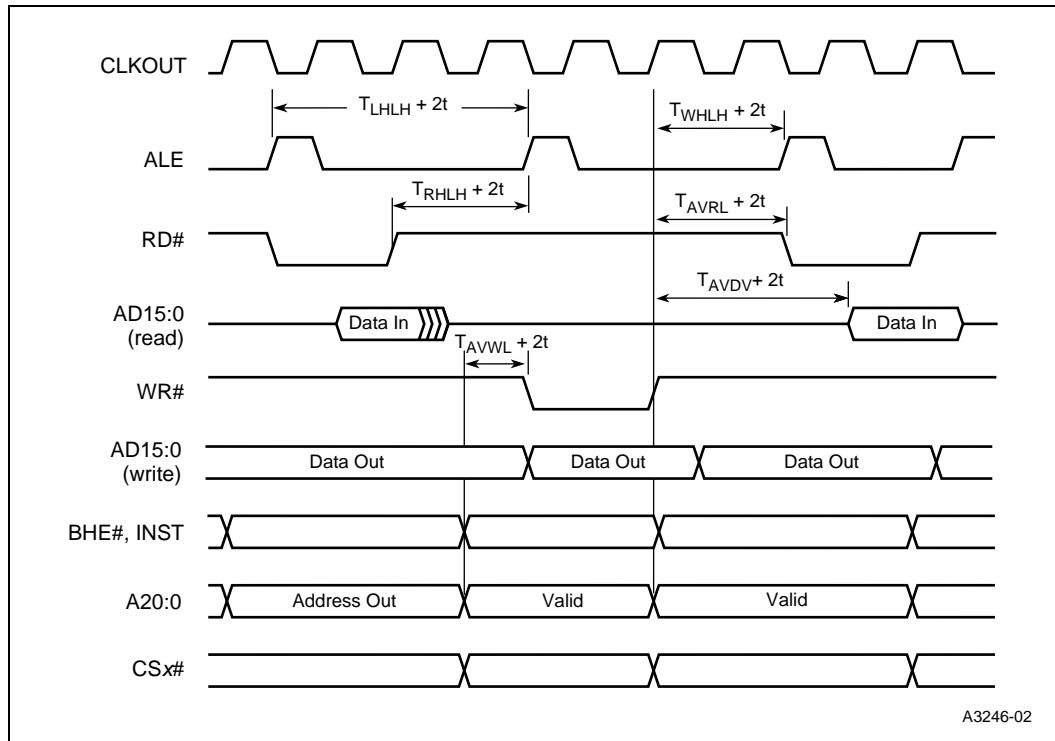 CLKOUT
T_LHLH + 2t
T_WHLH + 2t
ALE
T_RHLH + 2t
T_AVRL + 2t
RD#
T_AVDV+ 2t
AD15:0
(read)
Data In
Data In
T_AVWL + 2t
WR#
AD15:0
(write)
Data Out
Data Out
Data Out
BHE#, INST
A20:0
Address Out
Valid
Valid
CSx#
A3246-02